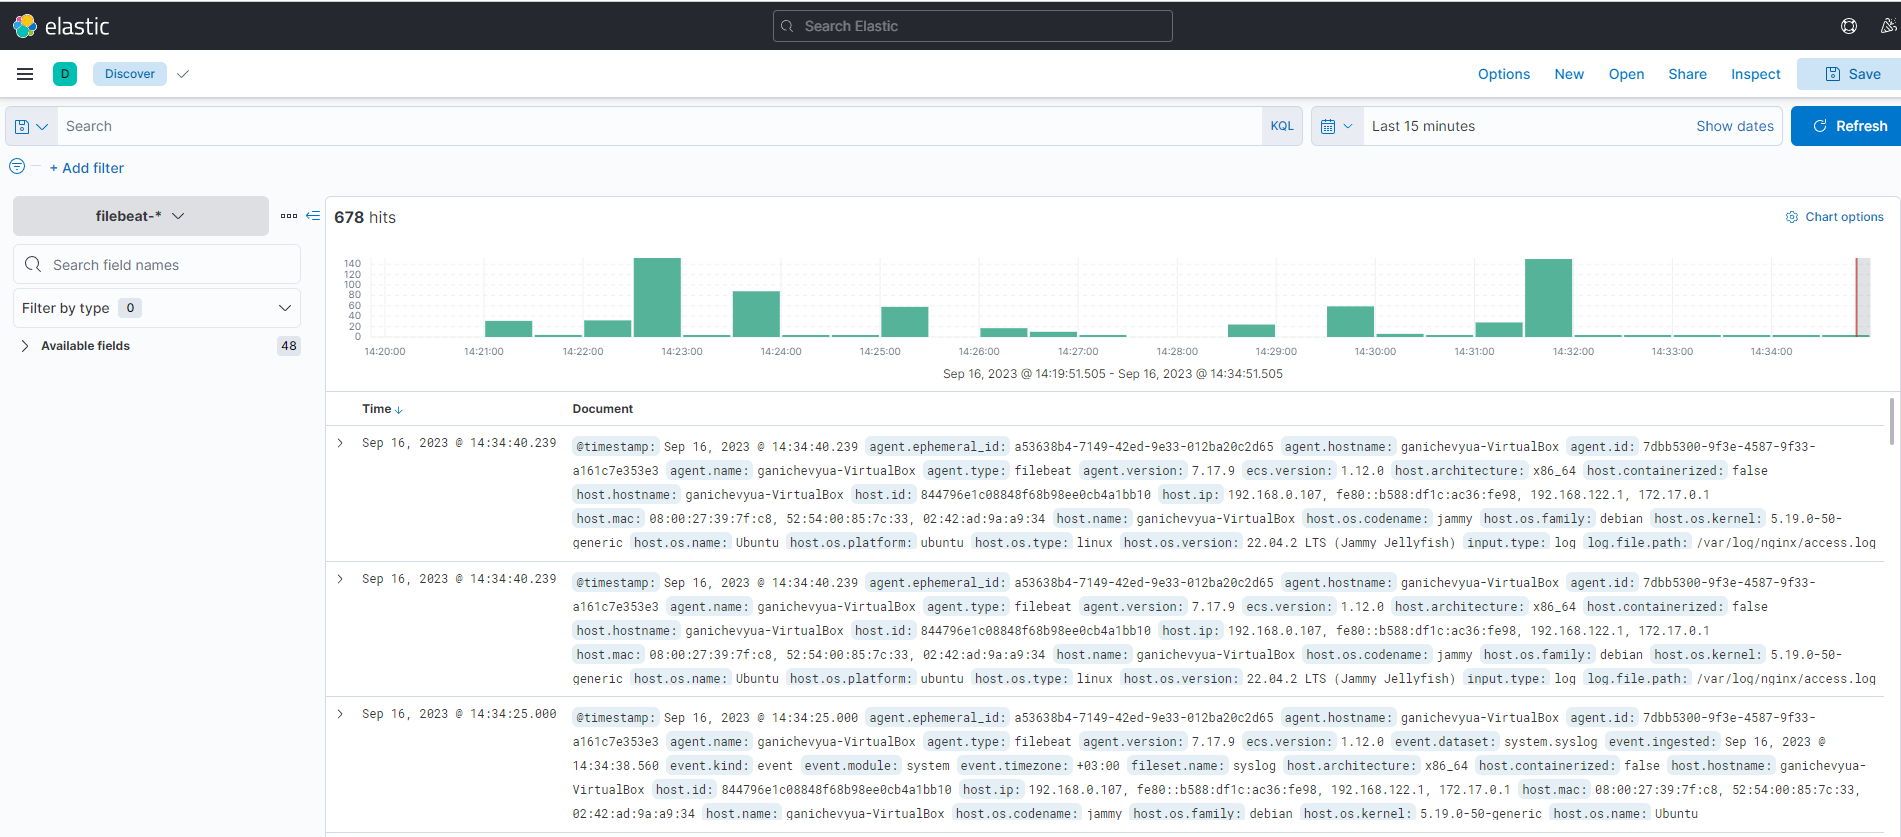 elastic
Search Elastic
D
Discover
Options
New
Open
Share
Inspect
Save
Search
KQL
Last 15 minutes
Show dates
Refresh
+ Add filter
filebeat-*
678 hits
Chart options
Search field names
Filter by type 0
Available fields 48
140
120
100
80
60
40
20
0
14:20:00 14:21:00 14:22:00 14:23:00 14:24:00 14:25:00 14:26:00 14:27:00 14:28:00 14:29:00 14:30:00 14:31:00 14:32:00 14:33:00 14:34:00
Sep 16, 2023 @ 14:19:51.505 - Sep 16, 2023 @ 14:34:51.505
Time Document
Sep 16, 2023 @ 14:34:40.239
@timestamp: Sep 16, 2023 @ 14:34:40.239 agent.ephemeral_id: a53638b4-7149-42ed-9e33-012ba20c2d65 agent.hostname: ganichevyua-VirtualBox agent.id: 7dbb5300-9f3e-4587-9f33-
a161c7e353e3 agent.name: ganichevyua-VirtualBox agent.type: filebeat agent.version: 7.17.9 ecs.version: 1.12.0 host.architecture: x86_64 host.containerized: false
host.hostname: ganichevyua-VirtualBox host.id: 844796e1c08848f68b98ee0cb4a1bb10 host.ip: 192.168.0.107, fe80::b588:df1c:ac36:fe98, 192.168.122.1, 172.17.0.1
host.mac: 08:00:27:39:7f:c8, 52:54:00:85:7c:33, 02:42:ad:9a:a9:34 host.name: ganichevyua-VirtualBox host.os.codename: jammy host.os.family: debian host.os.kernel: 5.19.0-50-
generic host.os.name: Ubuntu host.os.platform: ubuntu host.os.type: linux host.os.version: 22.04.2 LTS (Jammy Jellyfish) input.type: log log.file.path: /var/log/nginx/access.log
Sep 16, 2023 @ 14:34:40.239
@timestamp: Sep 16, 2023 @ 14:34:40.239 agent.ephemeral_id: a53638b4-7149-42ed-9e33-012ba20c2d65 agent.hostname: ganichevyua-VirtualBox agent.id: 7dbb5300-9f3e-4587-9f33-
a161c7e353e3 agent.name: ganichevyua-VirtualBox agent.type: filebeat agent.version: 7.17.9 ecs.version: 1.12.0 host.architecture: x86_64 host.containerized: false
host.hostname: ganichevyua-VirtualBox host.id: 844796e1c08848f68b98ee0cb4a1bb10 host.ip: 192.168.0.107, fe80::b588:df1c:ac36:fe98, 192.168.122.1, 172.17.0.1
host.mac: 08:00:27:39:7f:c8, 52:54:00:85:7c:33, 02:42:ad:9a:a9:34 host.name: ganichevyua-VirtualBox host.os.codename: jammy host.os.family: debian host.os.kernel: 5.19.0-50-
generic host.os.name: Ubuntu host.os.platform: ubuntu host.os.type: linux host.os.version: 22.04.2 LTS (Jammy Jellyfish) input.type: log log.file.path: /var/log/nginx/access.log
Sep 16, 2023 @ 14:34:25.000
@timestamp: Sep 16, 2023 @ 14:34:25.000 agent.ephemeral_id: a53638b4-7149-42ed-9e33-012ba20c2d65 agent.hostname: ganichevyua-VirtualBox agent.id: 7dbb5300-9f3e-4587-9f33-
a161c7e353e3 agent.name: ganichevyua-VirtualBox agent.type: filebeat agent.version: 7.17.9 ecs.version: 1.12.0 event.dataset: system.syslog event.ingested: Sep 16, 2023 @
14:34:38.560 event.kind: event event.module: system event.timezone: +03:00 fileset.name: syslog host.architecture: x86_64 host.containerized: false host.hostname: ganichevyua-
VirtualBox host.id: 844796e1c08848f68b98ee0cb4a1bb10 host.ip: 192.168.0.107, fe80::b588:df1c:ac36:fe98, 192.168.122.1, 172.17.0.1 host.mac: 08:00:27:39:7f:c8, 52:54:00:85:7c:33,
02:42:ad:9a:a9:34 host.name: ganichevyua-VirtualBox host.os.codename: jammy host.os.family: debian host.os.kernel: 5.19.0-50-generic host.os.name: Ubuntu